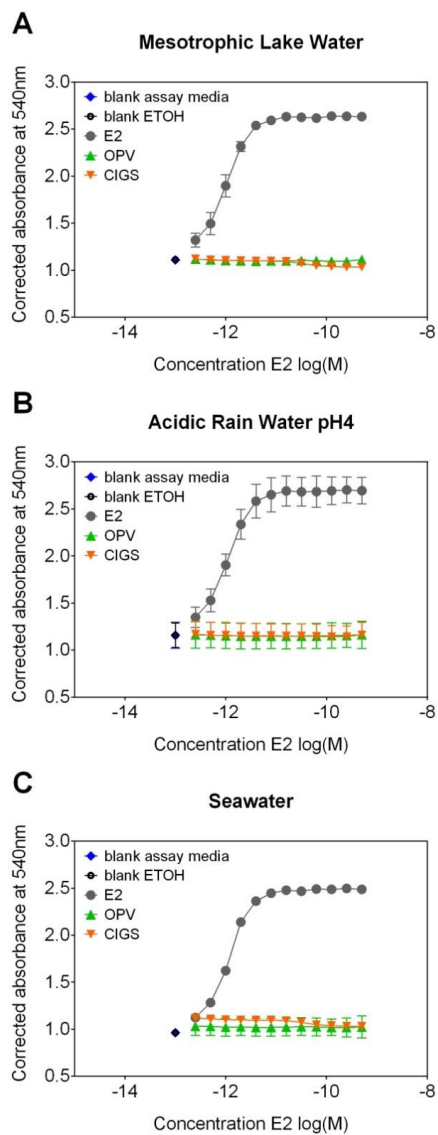 A
Mesotrophic Lake Water
Corrected absorbance at 540nm
3.0
2.5
2.0
1.5
1.0
0.5
blank assay media
blank ETOH
E2
OPV
CIGS
-14
-12
-10
-8
Concentration E2 log(M)
B
Acidic Rain Water pH4
Corrected absorbance at 540nm
3.0
2.5
2.0
1.5
1.0
0.5
blank assay media
blank ETOH
E2
OPV
CIGS
-14
-12
-10
-8
Concentration E2 log(M)
C
Seawater
Corrected absorbance at 540nm
3.0
2.5
2.0
1.5
1.0
0.5
blank assay media
blank ETOH
E2
OPV
CIGS
-14
-12
-10
-8
Concentration E2 log(M)